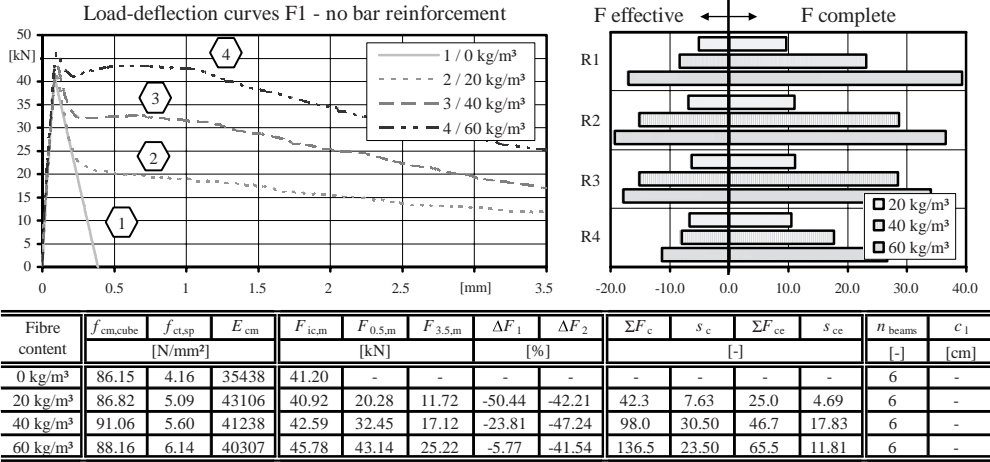 Load-deflection curves F1 - no bar reinforcement
50
[kN]
40
35
30
25
20
15
10
5
0
0
0.5
1
1.5
2
2.5
[mm]
3.5
1
2
3
4
1 / 0 kg/m³
2 / 20 kg/m³
3 / 40 kg/m³
4 / 60 kg/m³
F effective
F complete
R1
R2
R3
R4
20 kg/m³
40 kg/m³
60 kg/m³
-20.0 -10.0 0.0 10.0 20.0 30.0 40.0
Fibre content f cm,cube f ct,sp E cm F ic,m F 0.5,m F 3.5,m ΔF 1 ΔF 2 ΣF c s c ΣF ce s ce n beams c 1
[N/mm²] [kN] [%] [-] [-] [cm]
0 kg/m³ 86.15 4.16 35438 41.20 - - - - - - - - 6 -
20 kg/m³ 86.82 5.09 43106 40.92 20.28 11.72 -50.44 -42.21 42.3 7.63 25.0 4.69 6 -
40 kg/m³ 91.06 5.60 41238 42.59 32.45 17.12 -23.81 -47.24 98.0 30.50 46.7 17.83 6 -
60 kg/m³ 88.16 6.14 40307 45.78 43.14 25.22 -5.77 -41.54 136.5 23.50 65.5 11.81 6 -